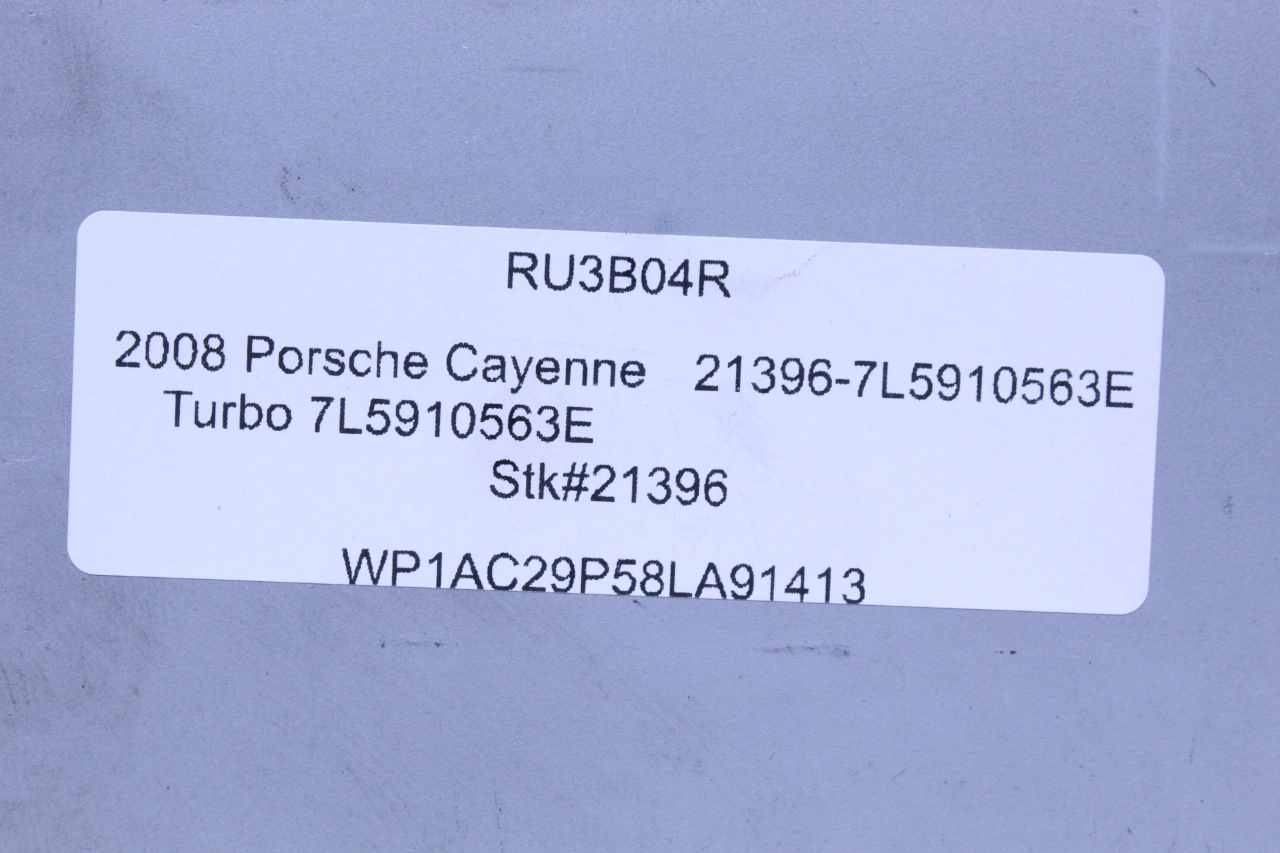 RU3B04R
2008 Porsche Cayenne 21396-7L5910563E
Turbo 7L5910563E
Stk#21396
WP1AC29P58LA91413